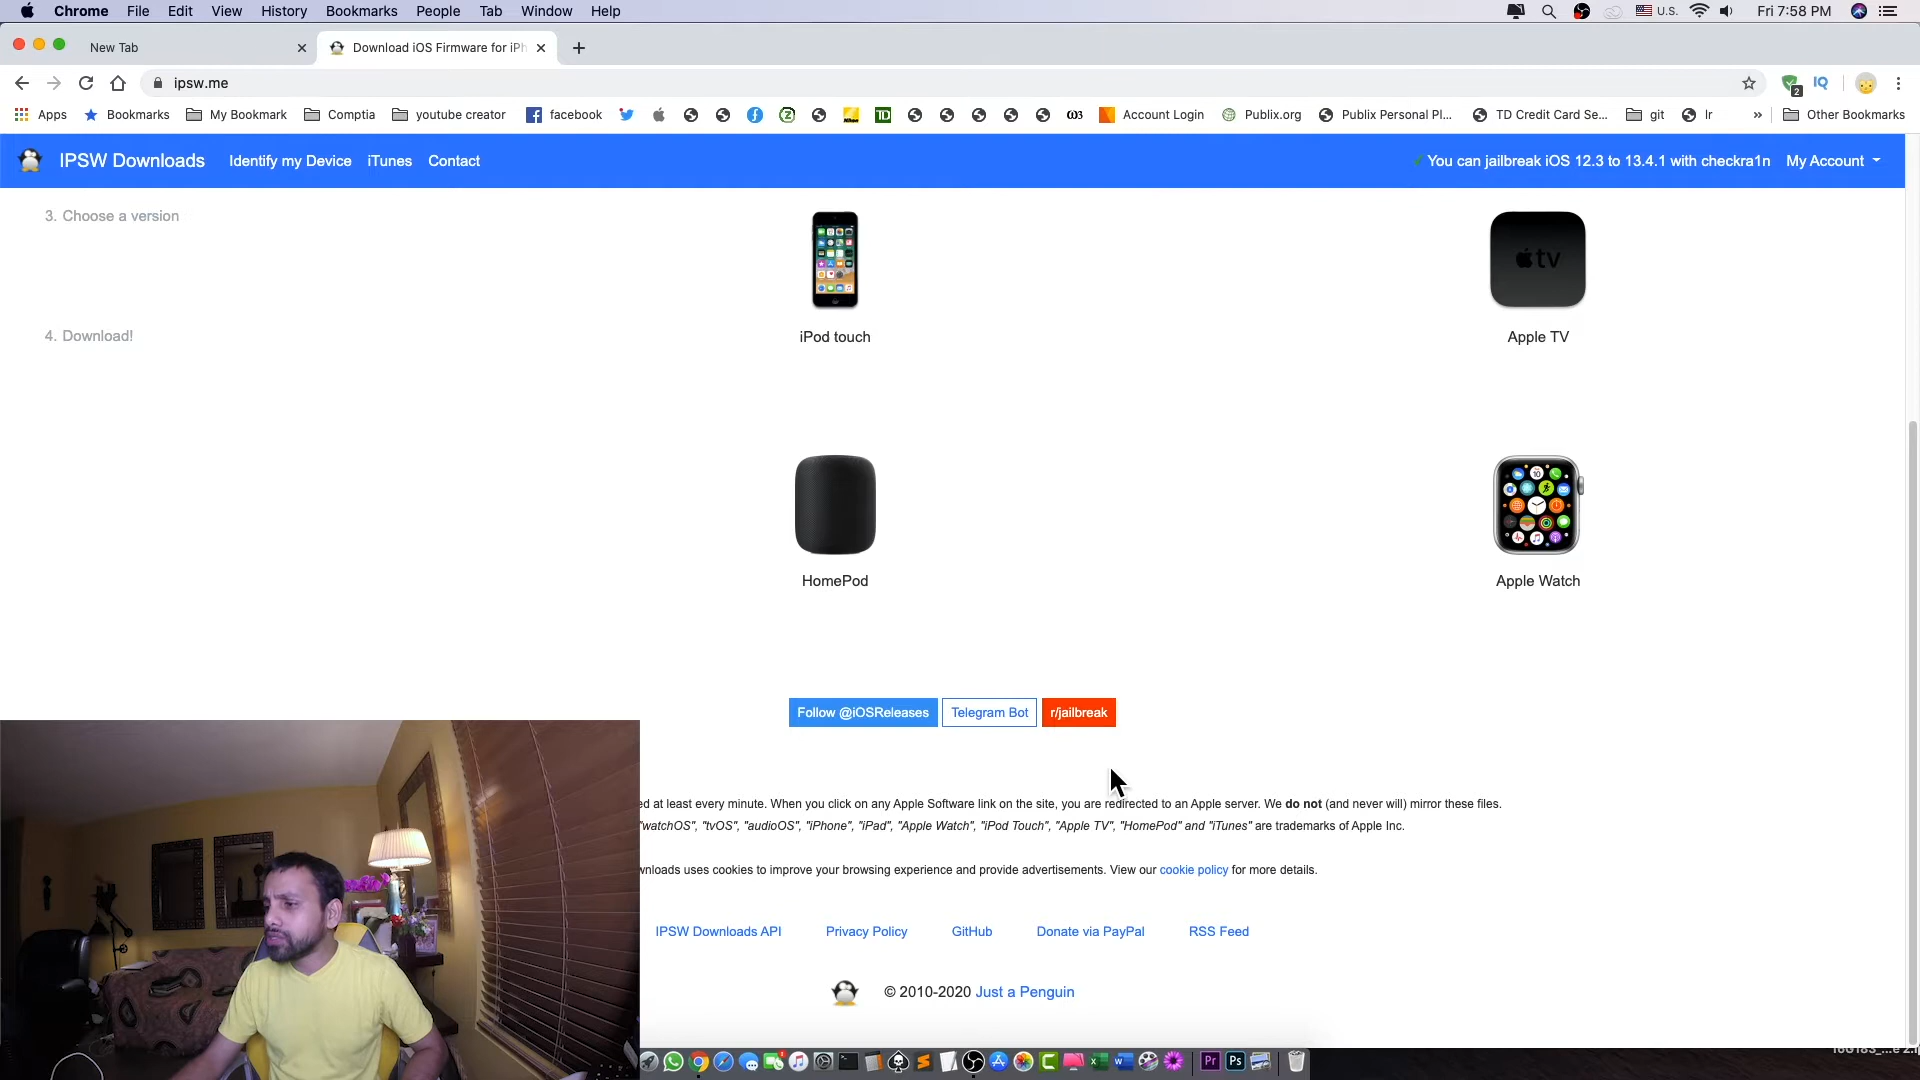 Chrome File Edit View History Bookmarks People Tab Window Help U.S. Fri 7:58 PM
New Tab Download iOS Firmware for iPh
ipsw.me 2 IQ
Apps Bookmarks My Bookmark Comptia youtube creator facebook TD Account Login Publix.org Publix Personal Pl... TD Credit Card Se... git lr » Other Bookmarks
IPSW Downloads Identify my Device iTunes Contact You can jailbreak iOS 12.3 to 13.4.1 with checkra1n My Account
3. Choose a version
tv
4. Download!
iPod touch Apple TV
HomePod Apple Watch
Follow @iOSReleases Telegram Bot r/jailbreak
ed at least every minute. When you click on any Apple Software link on the site, you are redirected to an Apple server. We do not (and never will) mirror these files.
"watchOS", "tvOS", "audioOS", "iPhone", "iPad", "Apple Watch", "iPod Touch", "Apple TV", "HomePod" and "iTunes" are trademarks of Apple Inc.
wnloads uses cookies to improve your browsing experience and provide advertisements. View our cookie policy for more details.
IPSW Downloads API Privacy Policy GitHub Donate via PayPal RSS Feed
© 2010-2020 Just a Penguin
Pr Ps